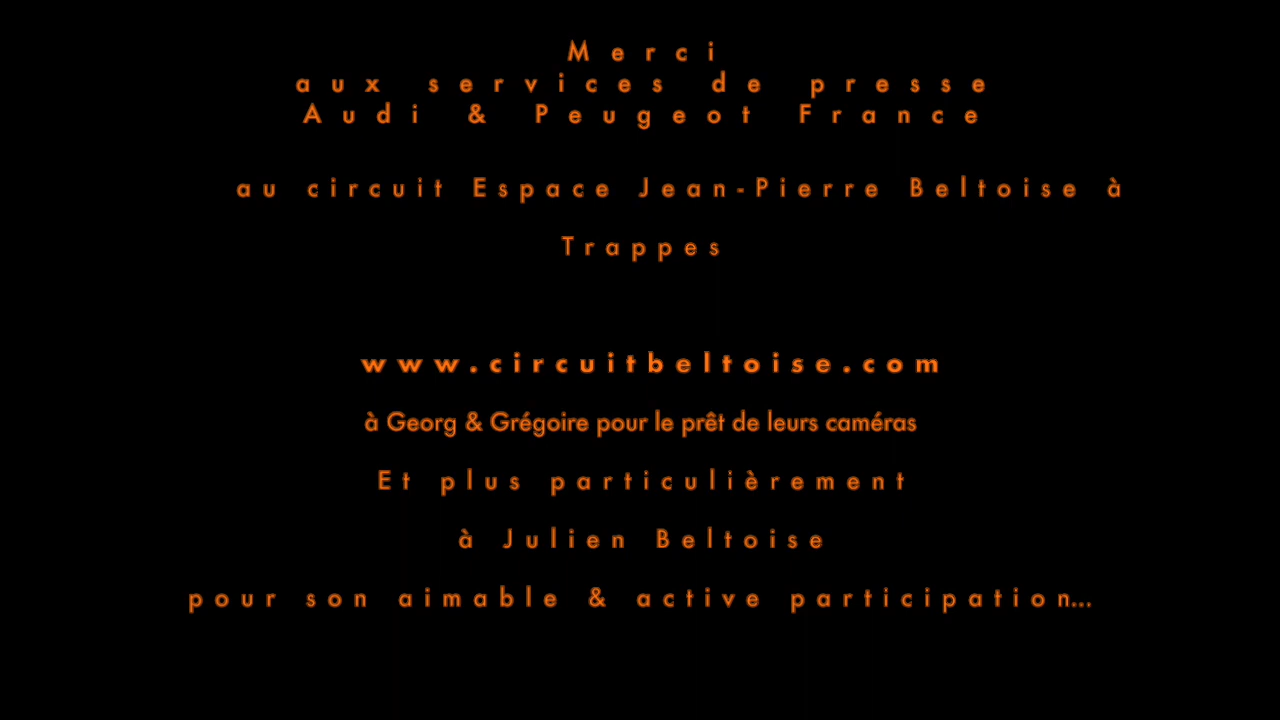 Merci
aux services de presse
Audi & Peugeot France
au circuit Espace Jean-Pierre Beltoise à
Trappes
www.circuitbeltoise.com
à Georg & Grégoire pour le prêt de leurs caméras
Et plus particulièrement
à Julien Beltoise
pour son aimable & active participation...